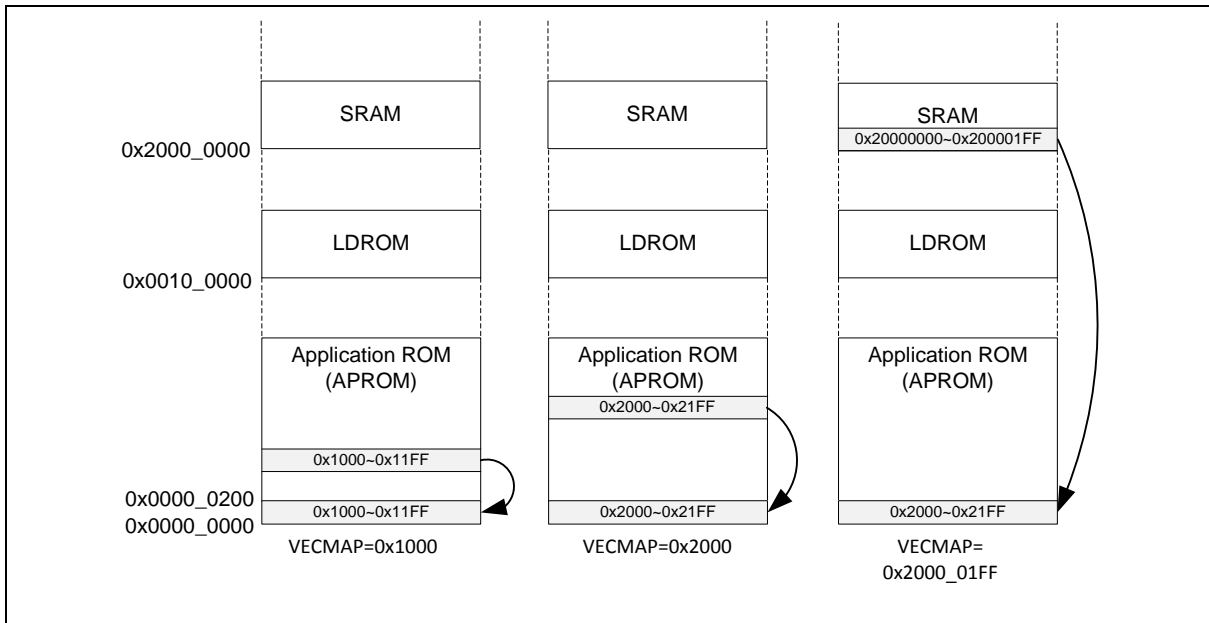 SRAM
SRAM
SRAM
0x20000000~0x200001FF
0x2000_0000
LDROM
LDROM
LDROM
0x0010_0000
Application ROM
(APROM)
Application ROM
(APROM)
Application ROM
(APROM)
0x2000~0x21FF
0x1000~0x11FF
0x0000_0200
0x1000~0x11FF
0x2000~0x21FF
0x2000~0x21FF
0x0000_0000
VECMAP=0x1000
VECMAP=0x2000
VECMAP=
0x2000_01FF